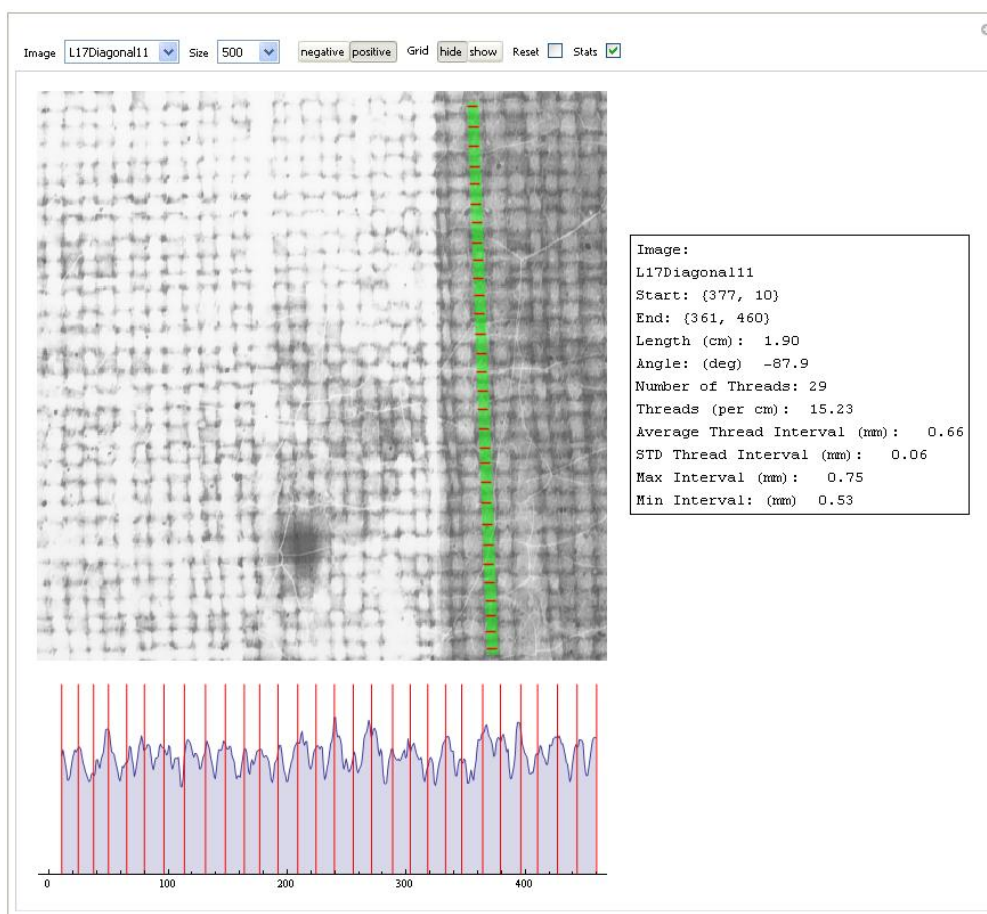 Image L17Diagonal11 Size 500 negative positive Grid hide show Reset Stats
Image:
L17Diagonal11
Start: {377, 10}
End: {361, 460}
Length (cm): 1.90
Angle: (deg) -87.9
Number of Threads: 29
Threads (per cm): 15.23
Average Thread Interval (mm): 0.66
STD Thread Interval (mm): 0.06
Max Interval (mm): 0.75
Min Interval: (mm) 0.53
0 100 200 300 400